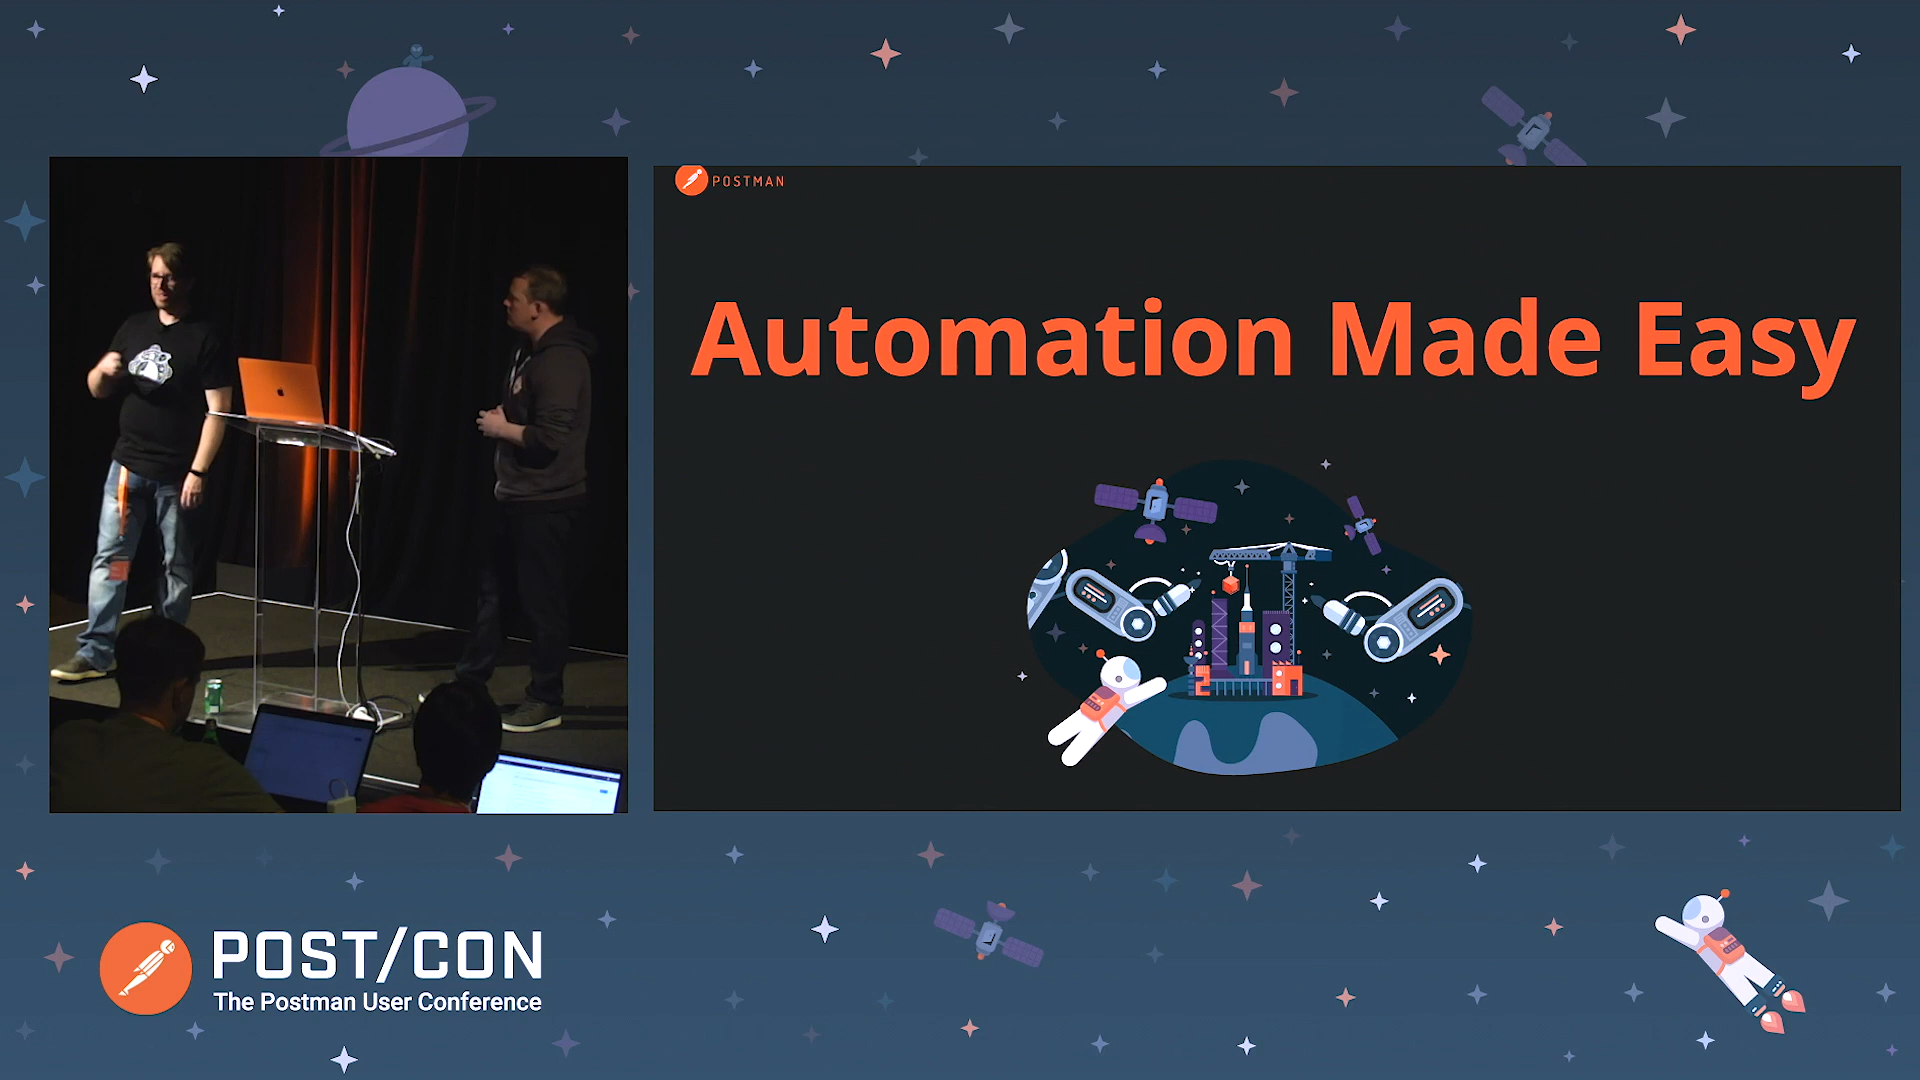 POSTMAN
Automation Made Easy
POST/CON
The Postman User Conference